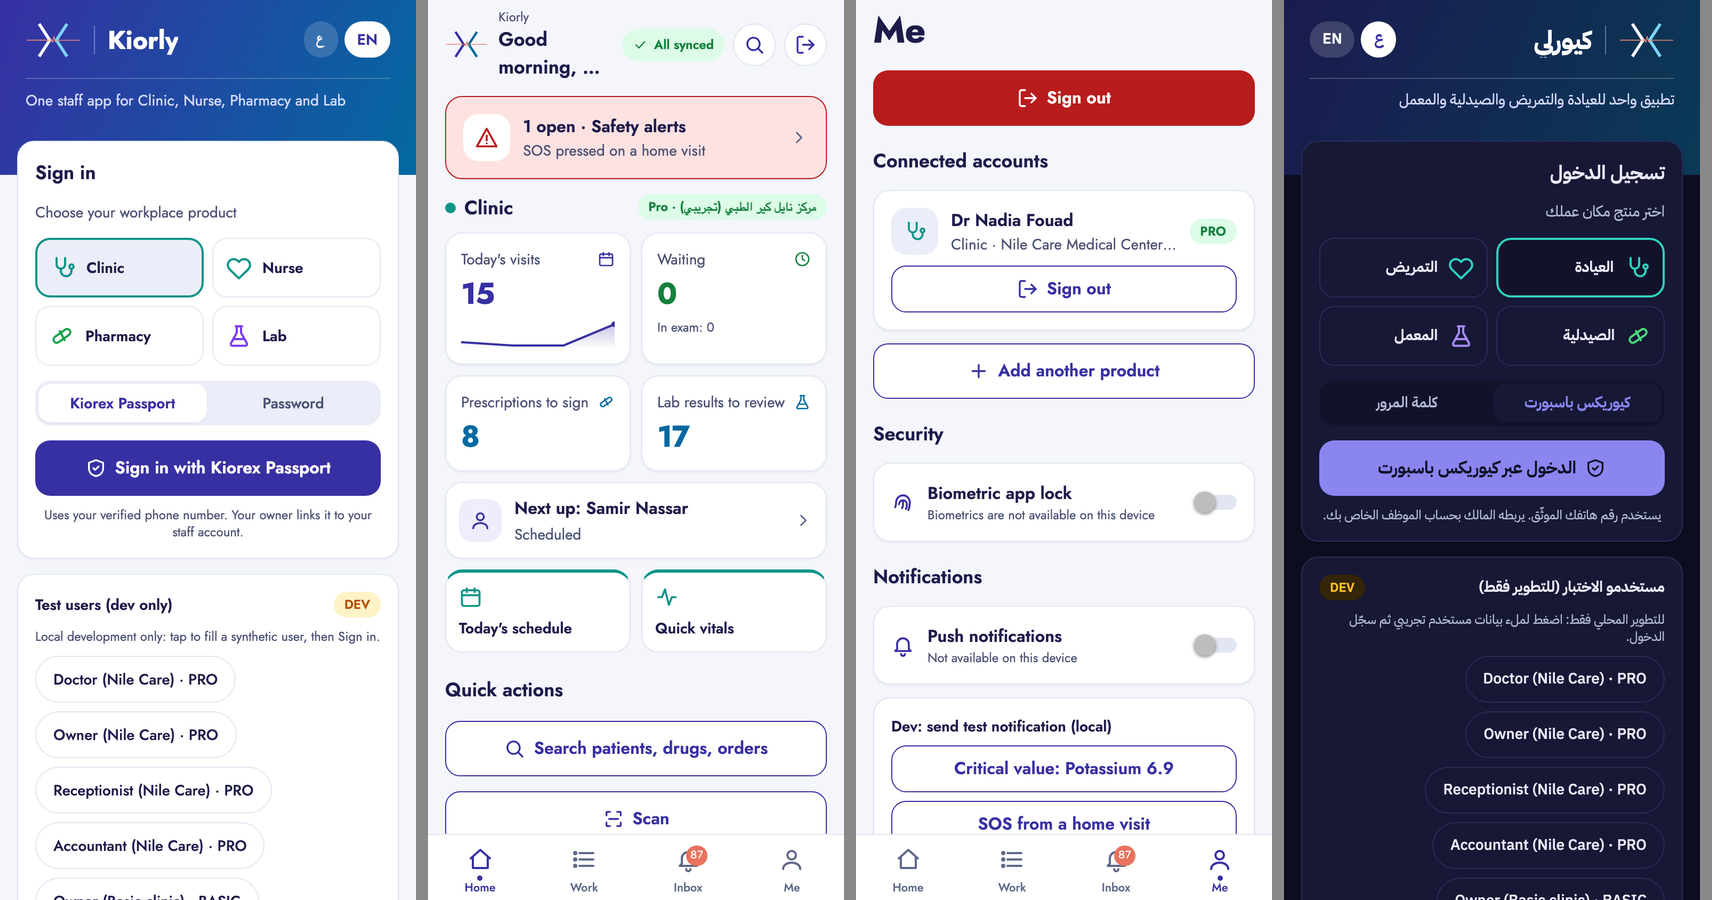 Kiorly
ع
EN
One staff app for Clinic, Nurse, Pharmacy and Lab
Sign in
Choose your workplace product
Clinic
Nurse
Pharmacy
Lab
Kiorex Passport
Password
Sign in with Kiorex Passport
Uses your verified phone number. Your owner links it to your
staff account.
Test users (dev only)
DEV
Local development only: tap to fill a synthetic user, then Sign in.
Doctor (Nile Care) · PRO
Owner (Nile Care) · PRO
Receptionist (Nile Care) · PRO
Accountant (Nile Care) · PRO
Owner (Basic clinic) · BASIC
Kiorly
Good
morning, ...
All synced
1 open · Safety alerts
SOS pressed on a home visit
Clinic
Pro · مركز نايل كير الطبي (تجريبي)
Today's visits
15
Waiting
0
In exam: 0
Prescriptions to sign
8
Lab results to review
17
Next up: Samir Nassar
Scheduled
Today's schedule
Quick vitals
Quick actions
Search patients, drugs, orders
Scan
Home
Work
87
Inbox
Me
Me
Sign out
Connected accounts
Dr Nadia Fouad
Clinic · Nile Care Medical Center...
PRO
Sign out
Add another product
Security
Biometric app lock
Biometrics are not available on this device
Notifications
Push notifications
Not available on this device
Dev: send test notification (local)
Critical value: Potassium 6.9
SOS from a home visit
Home
Work
87
Inbox
Me
كيورلي
ع
EN
تطبيق واحد للعيادة والتمريض والصيدلية والمعمل
تسجيل الدخول
اختر منتج مكان عملك
العيادة
التمريض
الصيدلية
المعمل
كيوريكس باسبورت
كلمة المرور
الدخول عبر كيوريكس باسبورت
يستخدم رقم هاتفك الموثّق. يربطه المالك بحساب الموظف الخاص بك.
مستخدمو الاختبار (للتطوير فقط)
DEV
للتطوير المحلي فقط: اضغط لملء بيانات مستخدم تجريبي ثم سجّل
الدخول.
Doctor (Nile Care) · PRO
Owner (Nile Care) · PRO
Receptionist (Nile Care) · PRO
Accountant (Nile Care) · PRO
Owner (Basic clinic) · BASIC